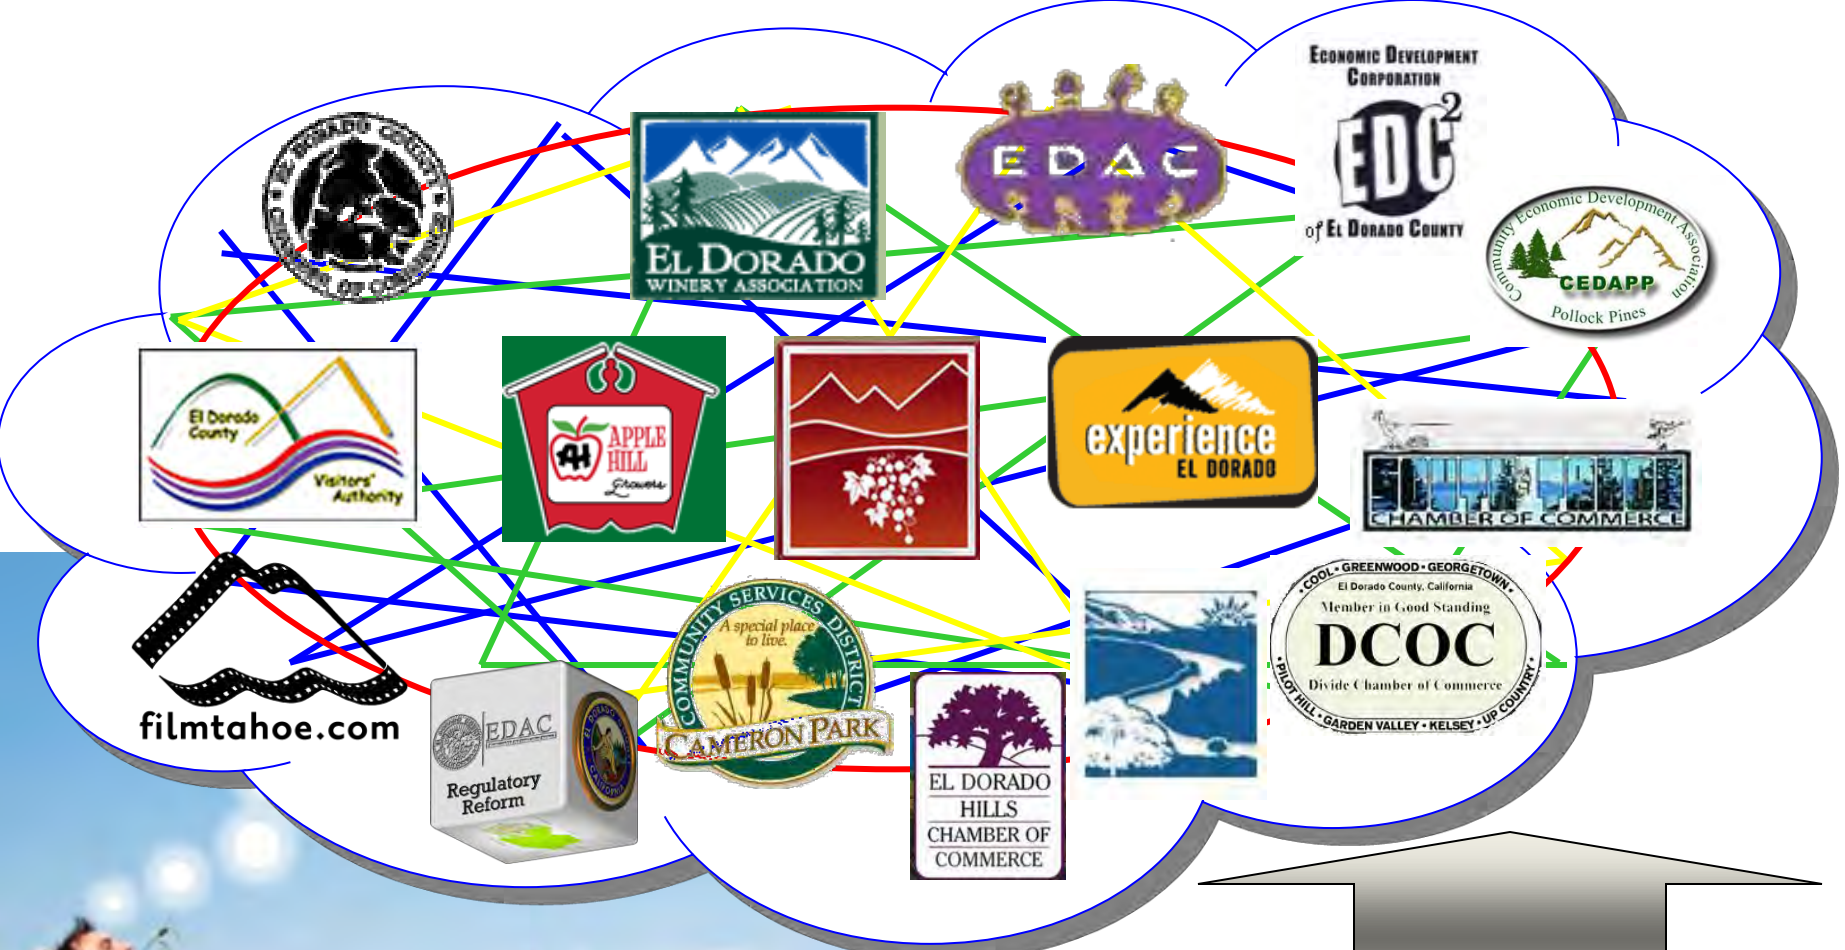 EL DORADO COUNTY
CHAMBER OF COMMERCE
EL DORADO
WINERY ASSOCIATION
EDAC
ECONOMIC DEVELOPMENT
CORPORATION
EDC2
of EL DORADO COUNTY
Community Economic Development Association
CEDAPP
Pollock Pines
El Dorado
County
Visitors'
Authority
APPLE
HILL
AH
Growers
experience
EL DORADO
CHAMBER OF COMMERCE
filmtahoe.com
EDAC
Regulatory
Reform
COMMUNITY SERVICES DISTRICT
A special place
to live.
CAMERON PARK
EL DORADO
HILLS
CHAMBER OF
COMMERCE
COOL • GREENWOOD • GEORGETOWN
El Dorado County, California
Member in Good Standing
DCOC
Divide Chamber of Commerce
• PILOT HILL • GARDEN VALLEY • KELSEY • UP COUNTRY •